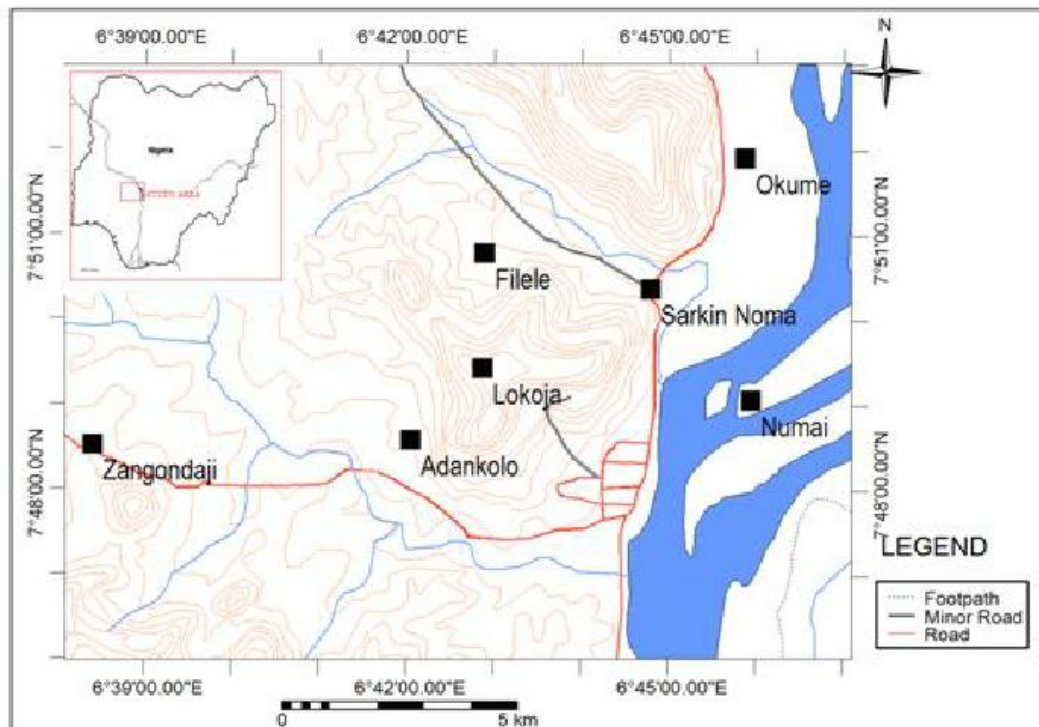 6°39'00.00"E
6°42'00.00"E
6°45'00.00"E
N
Nigeria
STUDY AREA
7°51'00.00"N
7°51'00.00"N
Okume
Filele
Sarkin Noma
Lokoja
Numai
Zangondaji
Adankolo
7°48'00.00"N
7°48'00.00"N
LEGEND
Footpath
Minor Road
Road
6°39'00.00"E
6°42'00.00"E
6°45'00.00"E
0
5 km